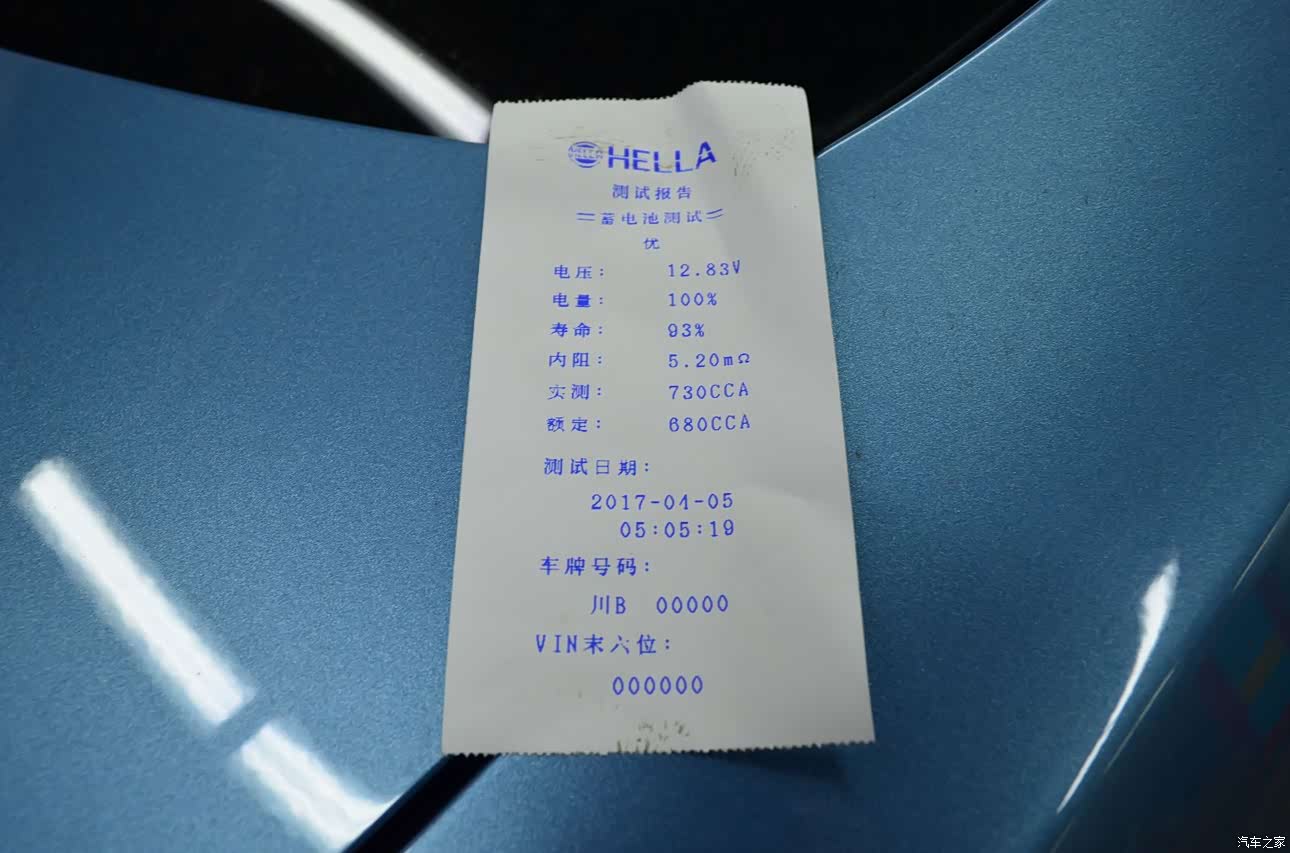 HELLA
测试报告
=蓄电池测试=
优
电压: 12.83V
电量: 100%
寿命: 93%
内阻: 5.20mΩ
实测: 730CCA
额定: 680CCA
测试日期:
2017-04-05
05:05:19
车牌号码:
川B 00000
VIN末六位:
000000
汽车之家